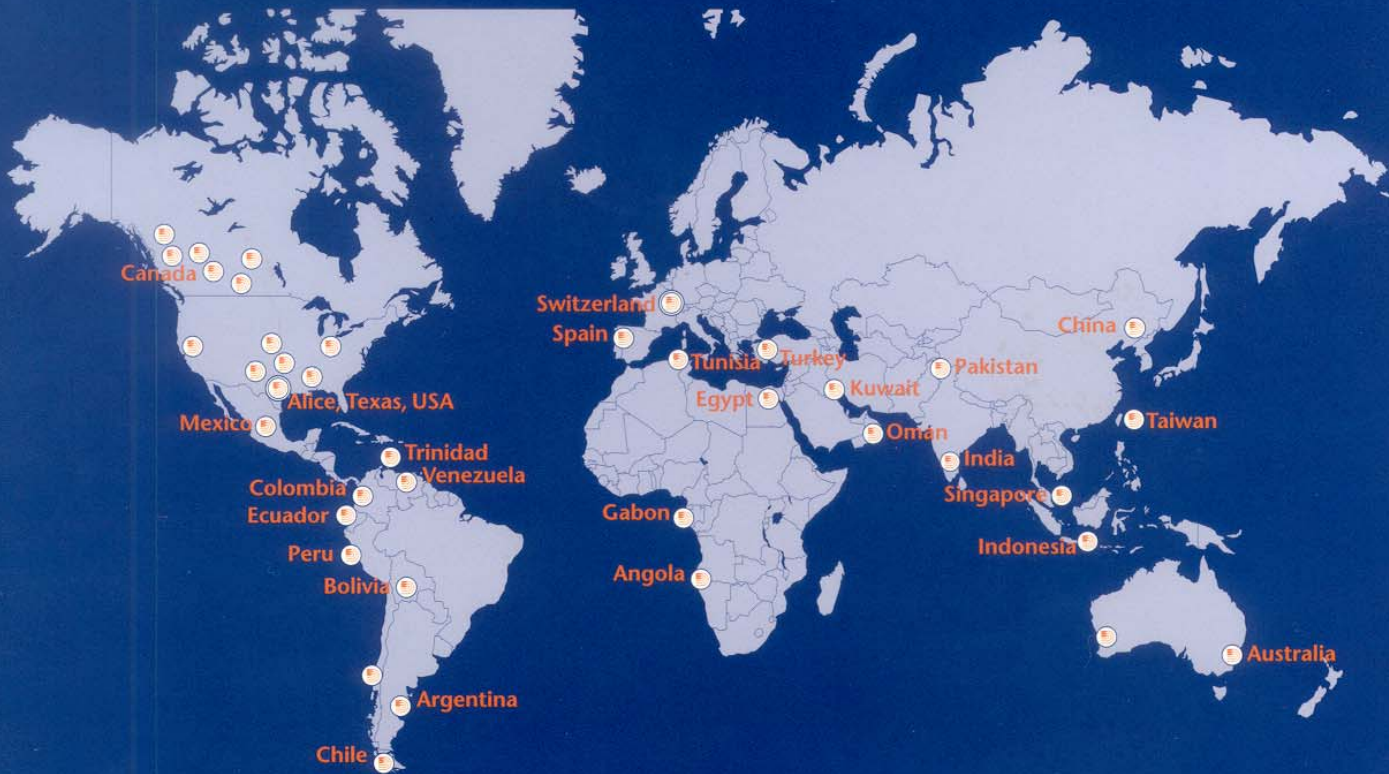 Canada
Switzerland
Spain
China
Tunisia
Turkey
Pakistan
Kuwait
Egypt
Alice, Texas, USA
Mexico
Taiwan
Oman
Trinidad
India
Venezuela
Colombia
Singapore
Ecuador
Gabon
Indonesia
Peru
Angola
Bolivia
Australia
Argentina
Chile